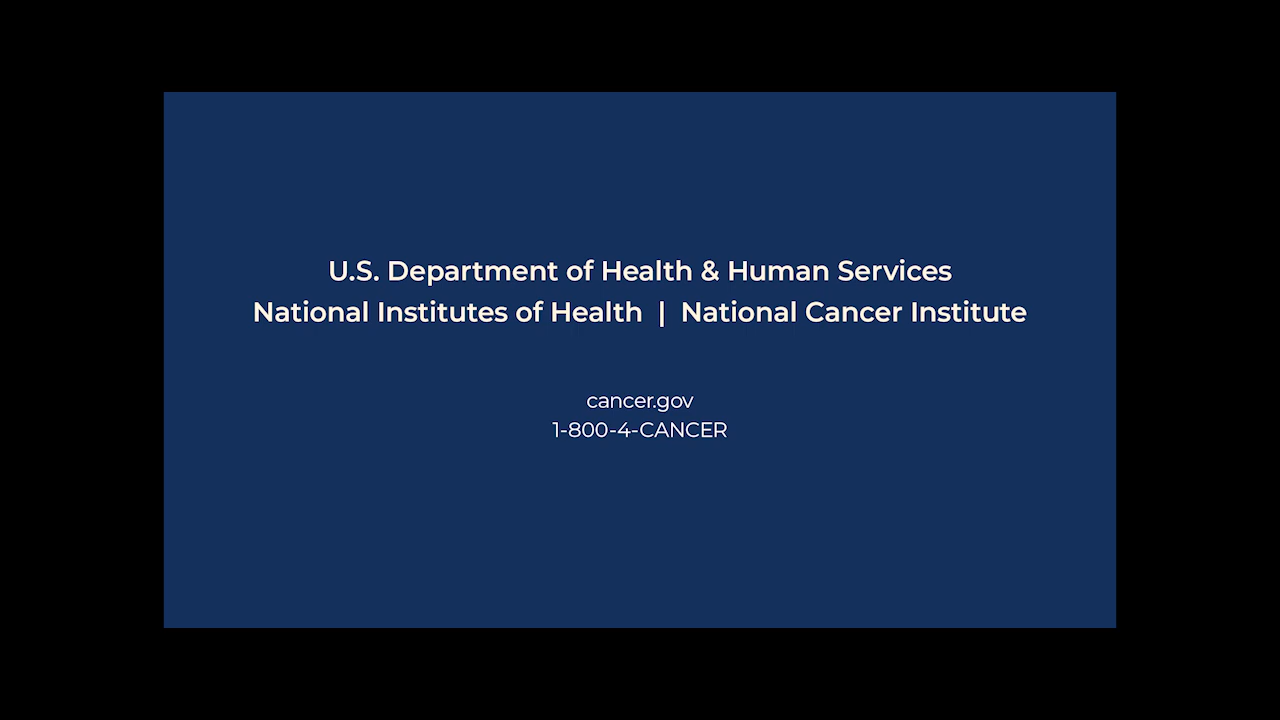 U.S. Department of Health & Human Services
National Institutes of Health | National Cancer Institute
cancer.gov
1-800-4-CANCER